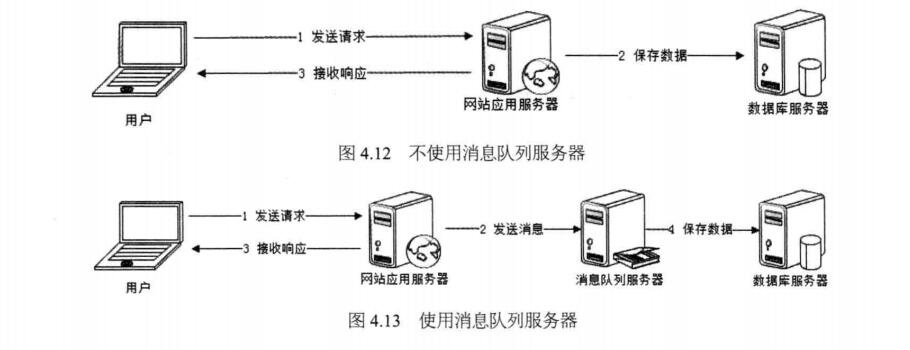 1 发送请求
2 保存数据
3 接收响应
网站应用服务器
数据库服务器
用户
图 4.12 不使用消息队列服务器
1 发送请求
2 发送消息
4 保存数据
3 接收响应
网站应用服务器
消息队列服务器
数据库服务器
用户
图 4.13 使用消息队列服务器